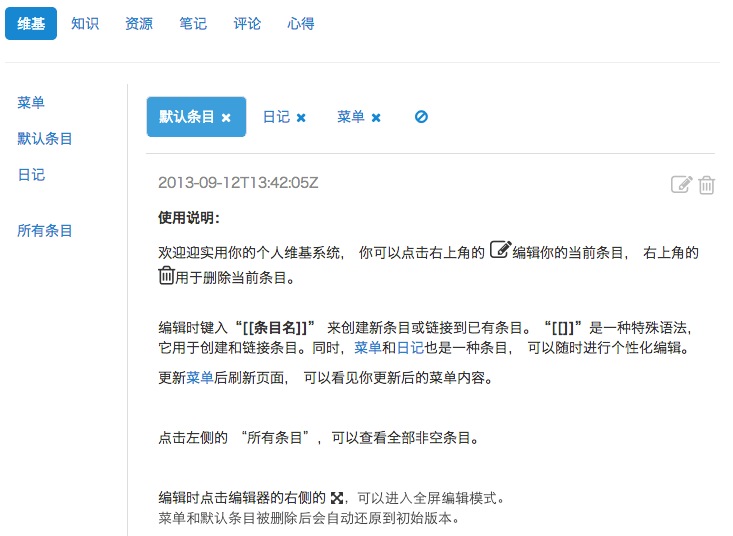 维基 知识 资源 笔记 评论 心得
菜单
默认条目
日记
所有条目
默认条目 日记 菜单
2013-09-12T13:42:05Z
使用说明：
欢迎迎实用你的个人维基系统， 你可以点击右上角的 编辑你的当前条目， 右上角的
用于删除当前条目。
编辑时键入“[[条目名]]” 来创建新条目或链接到已有条目。“[[]]”是一种特殊语法，
它用于创建和链接条目。同时，菜单和日记也是一种条目， 可以随时进行个性化编辑。
更新菜单后刷新页面， 可以看见你更新后的菜单内容。
点击左侧的 “所有条目”，可以查看全部非空条目。
编辑时点击编辑器的右侧的 ，可以进入全屏编辑模式。
菜单和默认条目被删除后会自动还原到初始版本。